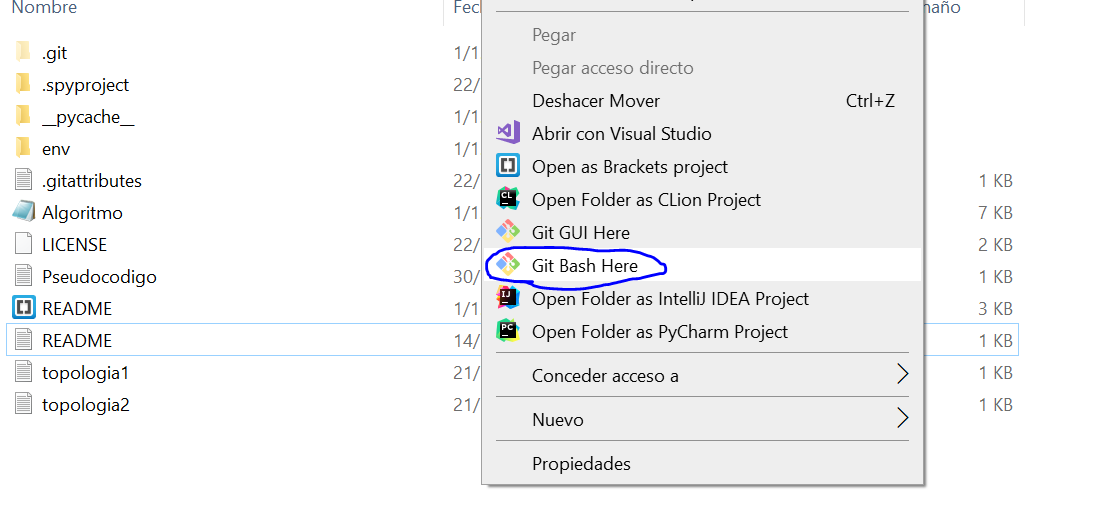 Nombre
Fec
ño
.git
1/1
.spyproject
22/
__pycache__
1/1
env
1/1
.gitattributes
22/
1 KB
Algoritmo
1/1
7 KB
LICENSE
22/
2 KB
Pseudocodigo
30/
1 KB
README
1/1
3 KB
README
14/
1 KB
topologia1
21/
1 KB
topologia2
21/
1 KB
Pegar
Pegar acceso directo
Deshacer Mover Ctrl+Z
Abrir con Visual Studio
Open as Brackets project
CL
Open Folder as CLion Project
Git GUI Here
Git Bash Here
IJ
Open Folder as IntelliJ IDEA Project
PC
Open Folder as PyCharm Project
Conceder acceso a
Nuevo
Propiedades